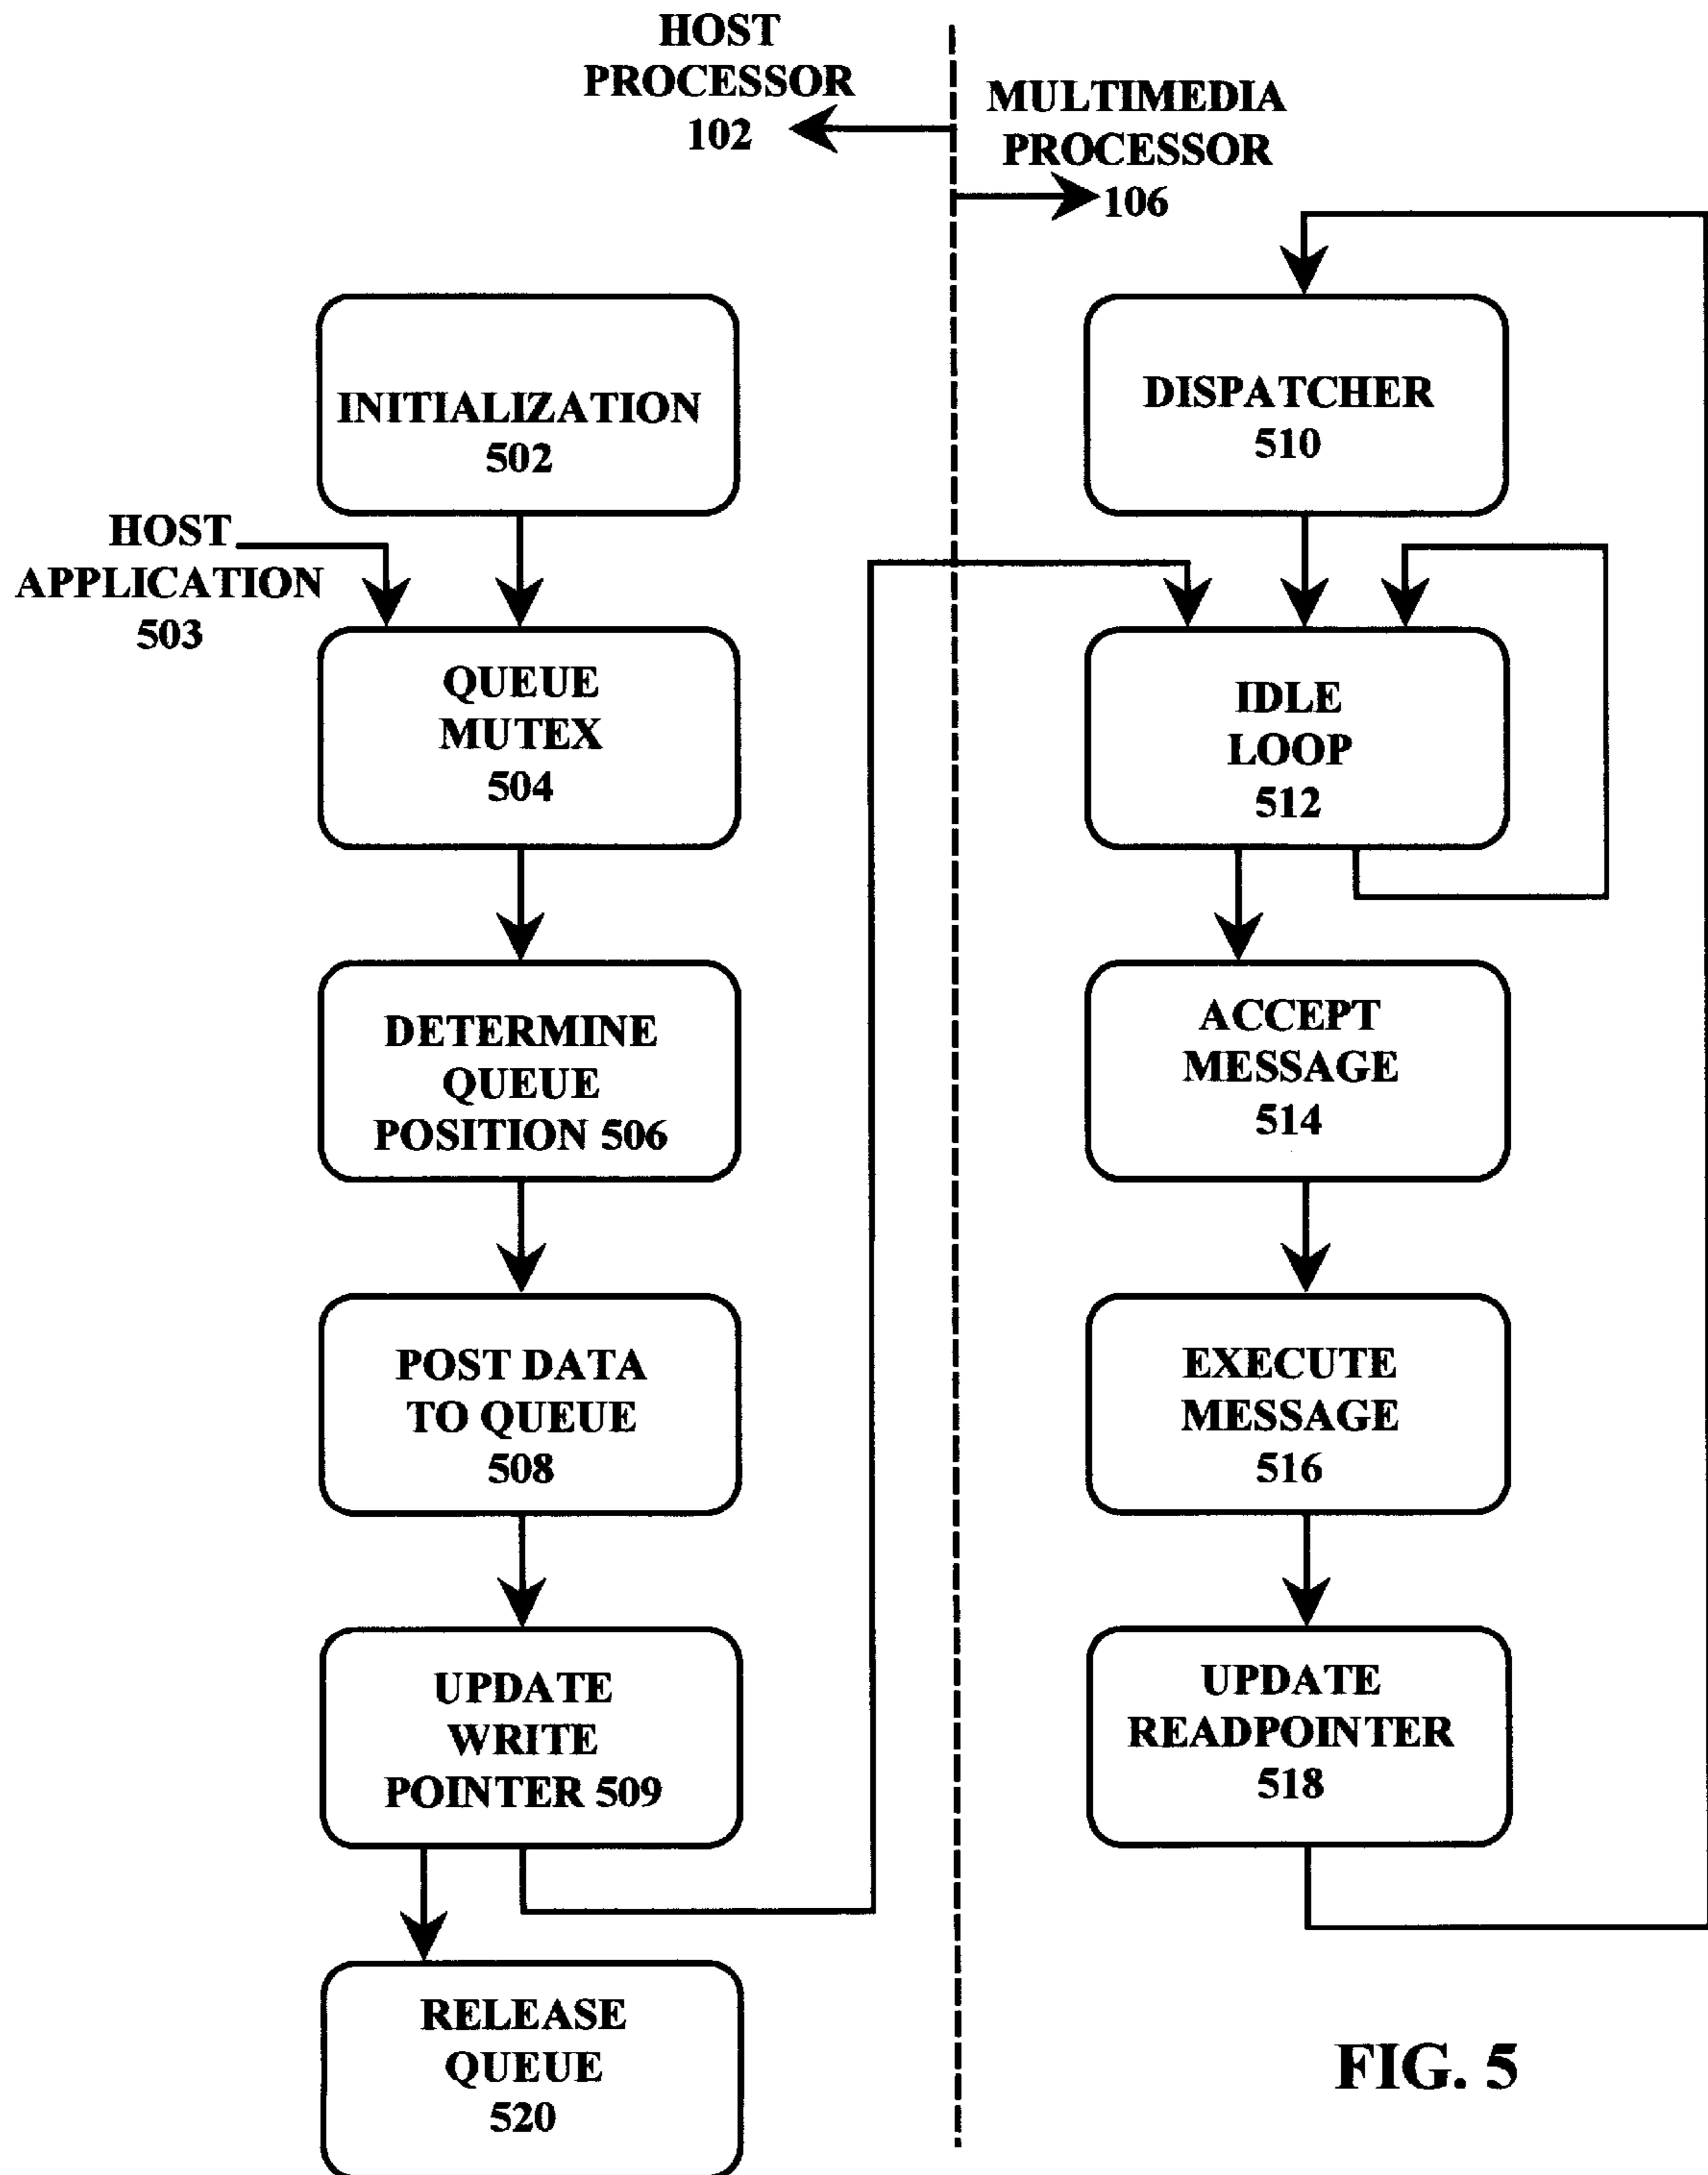 HOST
PROCESSOR
102
MULTIMEDIA
PROCESSOR
106
INITIALIZATION
502
HOST
APPLICATION
503
QUEUE
MUTEX
504
DETERMINE
QUEUE
POSITION 506
POST DATA
TO QUEUE
508
UPDATE
WRITE
POINTER 509
RELEASE
QUEUE
520
DISPATCHER
510
IDLE
LOOP
512
ACCEPT
MESSAGE
514
EXECUTE
MESSAGE
516
UPDATE
READPOINTER
518
FIG. 5